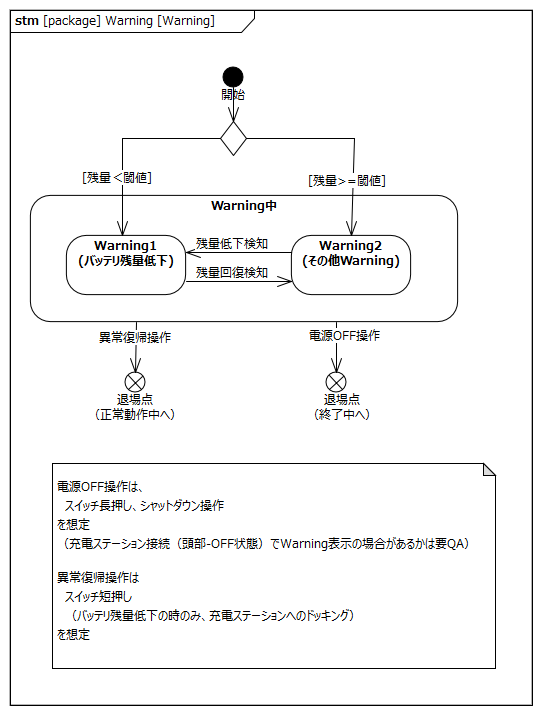 stm [package] Warning [Warning]
開始
[残量＜閾値]
[残量>=閾値]
Warning中
Warning1
(バッテリ残量低下)
Warning2
(その他Warning)
残量低下検知
残量回復検知
異常復帰操作
電源OFF操作
退場点
（正常動作中へ）
退場点
（終了中へ）
電源OFF操作は、
スイッチ長押し、シャットダウン操作
を想定
（充電ステーション接続（頭部-OFF状態）でWarning表示の場合があるかは要QA）
異常復帰操作は
スイッチ短押し
（バッテリ残量低下の時のみ、充電ステーションへのドッキング）
を想定